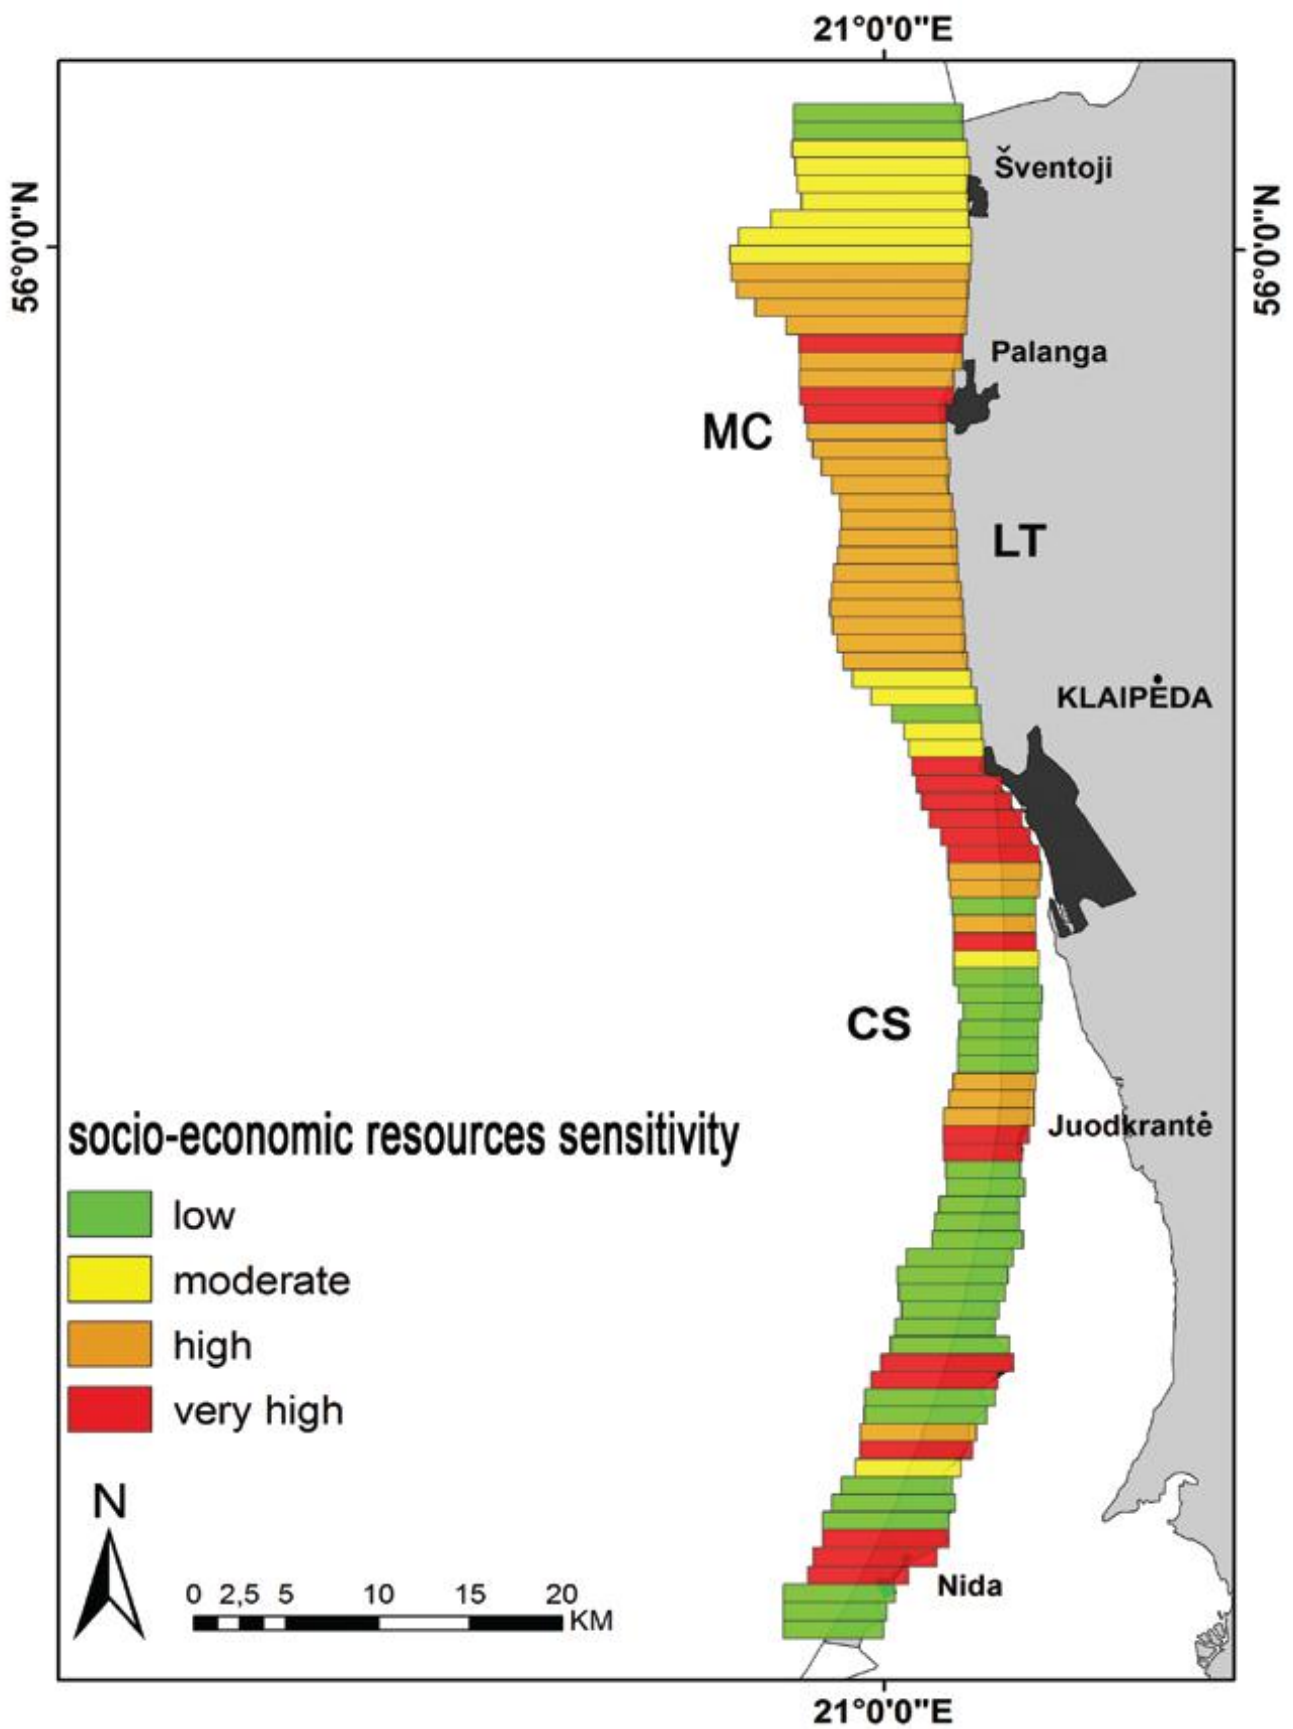 21°0'0"E
56°0'0"N
56°0'0"N
Šventoji
Palanga
MC
LT
KLAIPĖDA
CS
Juodkrantė
socio-economic resources sensitivity
low
moderate
high
very high
N
0 2,5 5 10 15 20
KM
Nida
21°0'0"E